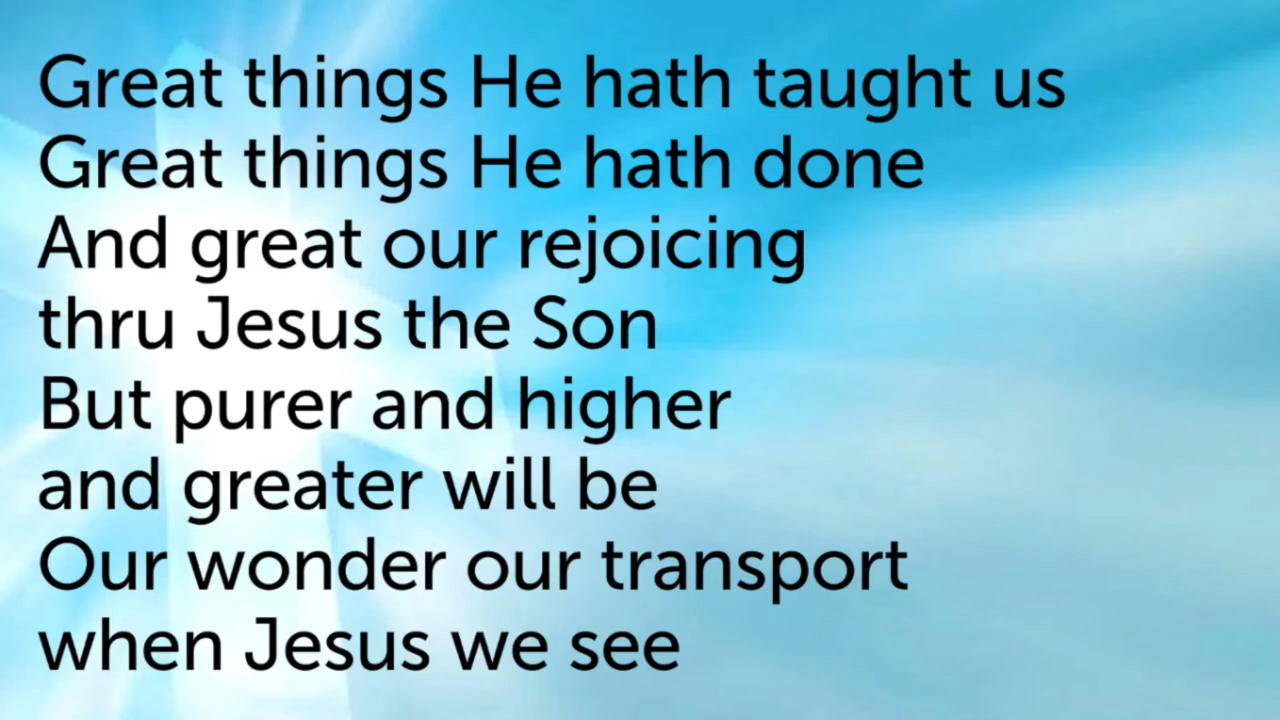 Great things He hath taught us
Great things He hath done
And great our rejoicing
thru Jesus the Son
But purer and higher
and greater will be
Our wonder our transport
when Jesus we see